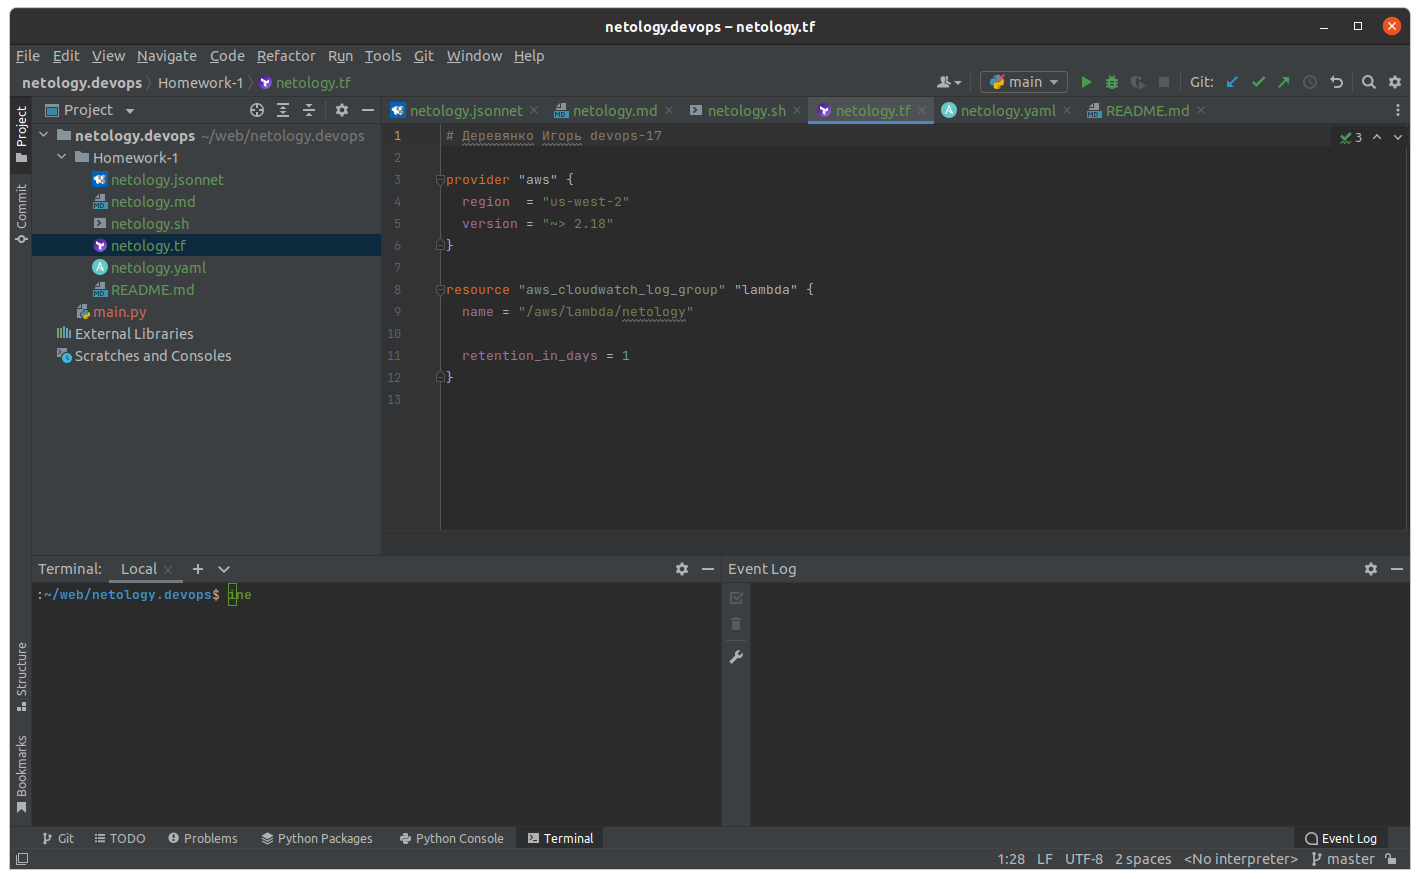 netology.devops – netology.tf
File Edit View Navigate Code Refactor Run Tools Git Window Help
netology.devops Homework-1 netology.tf
main
Git:
Project
Project
netology.jsonnet
netology.md
netology.sh
netology.tf
netology.yaml
README.md
netology.devops ~/web/netology.devops
Homework-1
netology.jsonnet
netology.md
netology.sh
netology.tf
netology.yaml
README.md
main.py
External Libraries
Scratches and Consoles
Commit
Structure
Bookmarks
1 # Деревянко Игорь devops-17
3
2
3 provider "aws" {
4 region = "us-west-2"
5 version = "~> 2.18"
6 }
7
8 resource "aws_cloudwatch_log_group" "lambda" {
9 name = "/aws/lambda/netology"
10
11 retention_in_days = 1
12 }
13
Terminal: Local
:~/web/netology.devops$ ine
Event Log
Git TODO Problems Python Packages Python Console Terminal Event Log
1:28 LF UTF-8 2 spaces <No interpreter> master